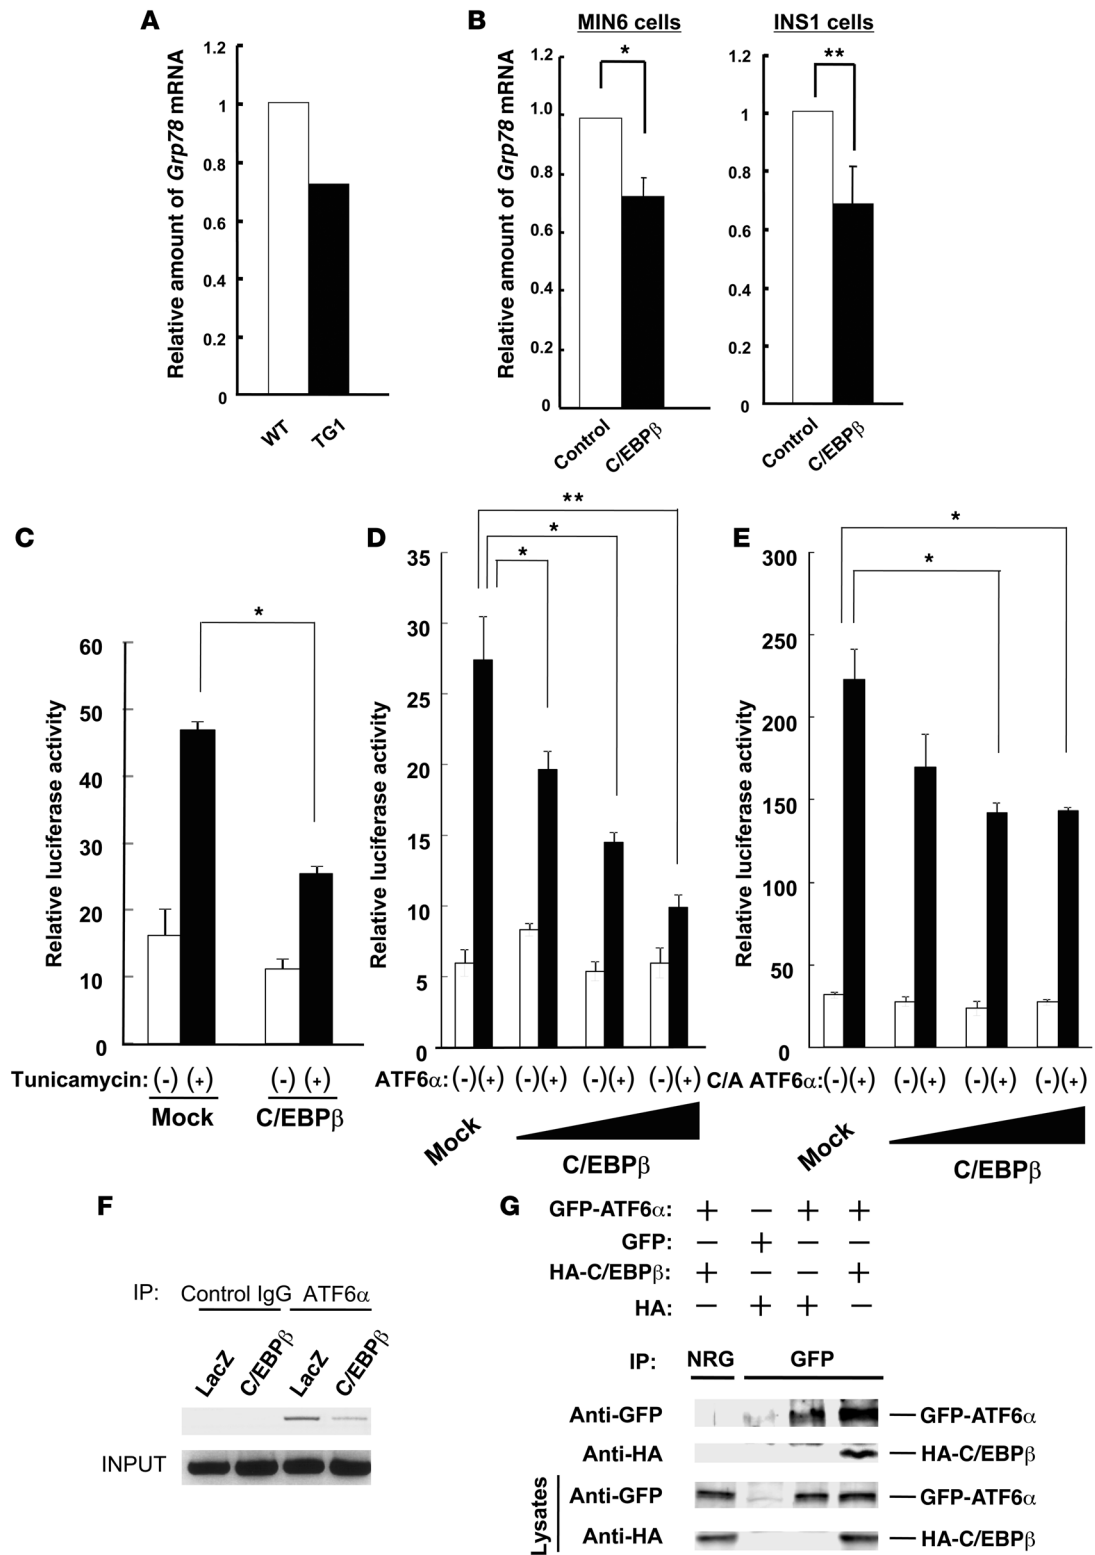 A
Relative amount of Grp78 mRNA
1.2
1
0.8
0.6
0.4
0.2
0
WT
TG1
B
MIN6 cells
INS1 cells
Relative amount of Grp78 mRNA
1.2
1.0
0.8
0.6
0.4
0.2
0
*
Control
C/EBPβ
1.2
1
0.8
0.6
0.4
0.2
0
**
Control
C/EBPβ
C
Relative luciferase activity
60
50
40
30
20
10
0
*
Tunicamycin: (-) (+) (-) (+)
Mock
C/EBPβ
D
Relative luciferase activity
35
30
25
20
15
10
5
0
**
*
*
ATF6α: (-)(+) (-)(+) (-)(+) (-)(+)
Mock
C/EBPβ
E
Relative luciferase activity
300
250
200
150
100
50
0
*
*
C/A ATF6α: (-)(+) (-)(+) (-)(+) (-)(+)
Mock
C/EBPβ
F
IP: Control IgG ATF6α
LacZ
C/EBPβ
LacZ
C/EBPβ
INPUT
G
GFP-ATF6α: + − + +
GFP: − + − −
HA-C/EBPβ: + − − +
HA: − + + −
IP: NRG GFP
Anti-GFP GFP-ATF6α
Anti-HA HA-C/EBPβ
Lysates
Anti-GFP GFP-ATF6α
Anti-HA HA-C/EBPβ